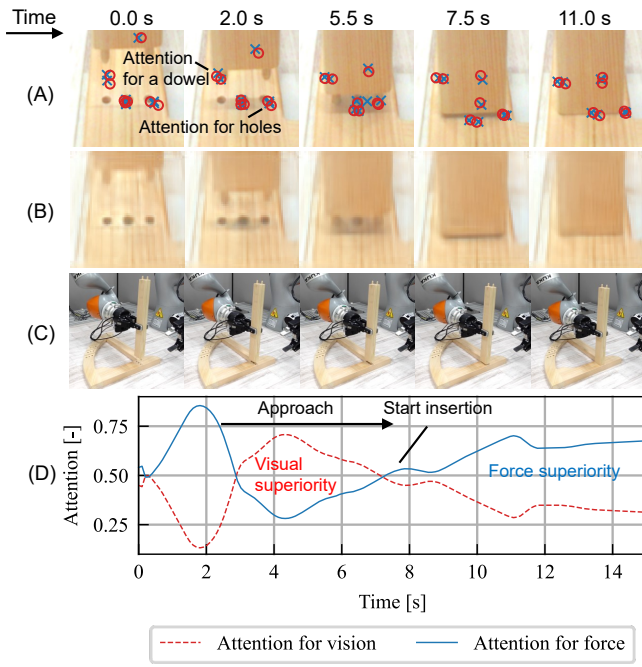 Time
0.0 s 2.0 s 5.5 s 7.5 s 11.0 s
(A)
Attention
for a dowel
Attention for holes
(B)
(C)
(D)
Attention [-]
0.75
0.50
0.25
Approach
Start insertion
Visual
superiority
Force superiority
0 2 4 6 8 10 12 14
Time [s]
Attention for vision Attention for force